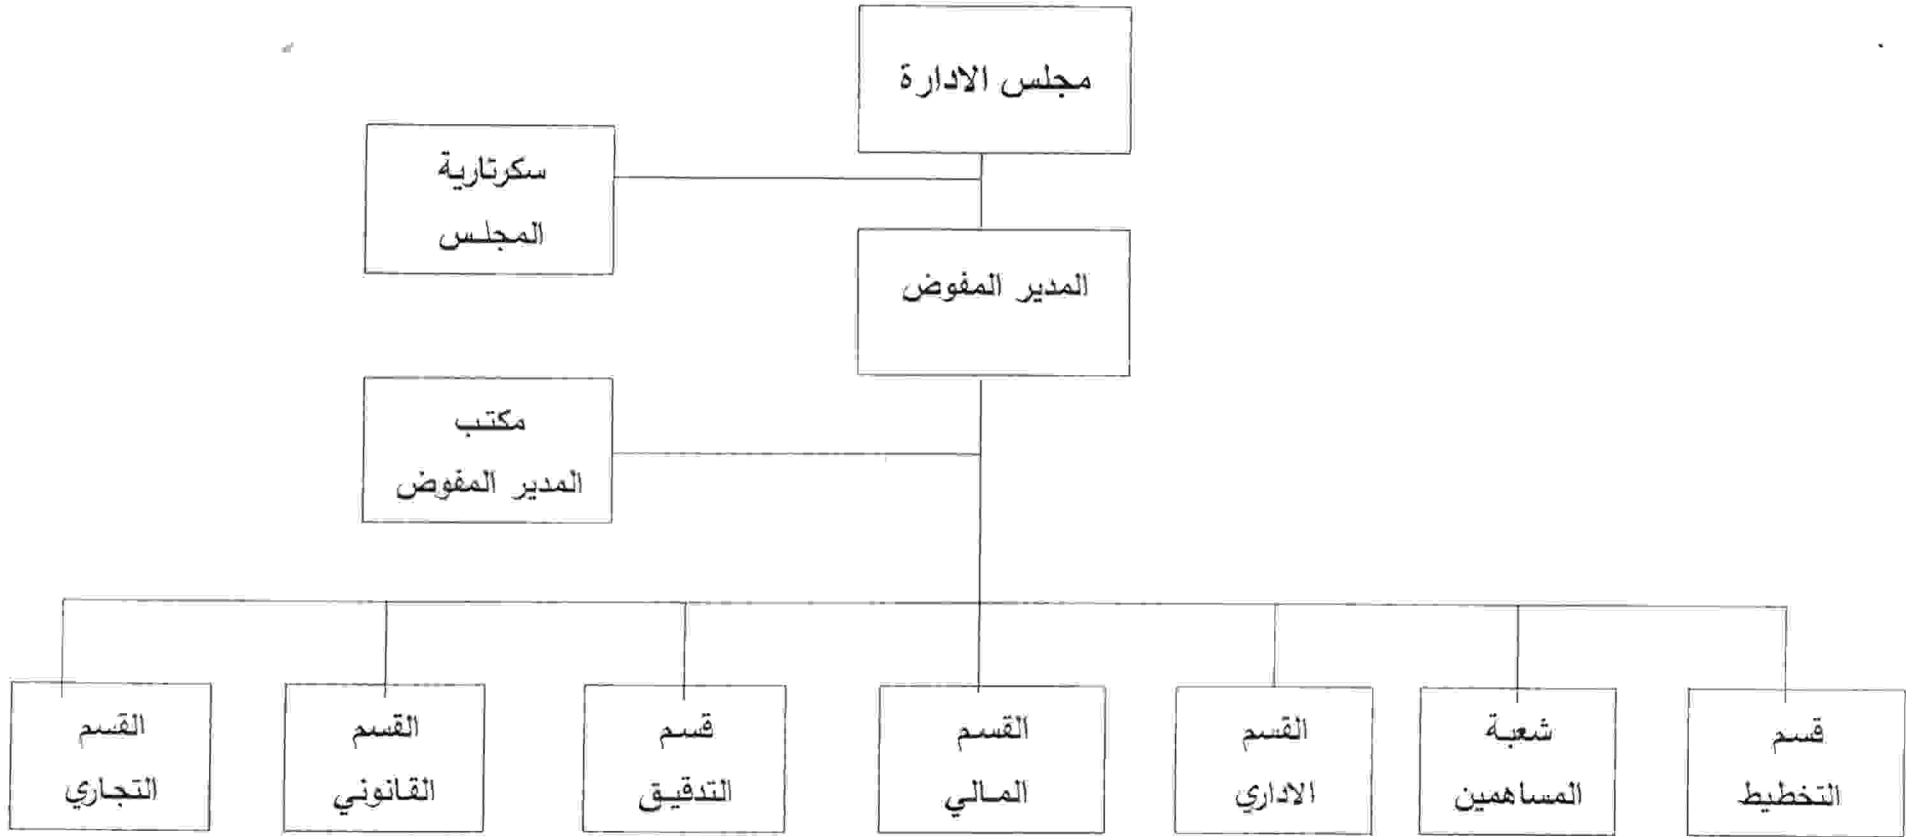 مجلس الادارة
سكرتارية
المجلس
المدير المفوض
مكتب
المدير المفوض
قسم
التخطيط
شعبة
المساهمين
القسم
الاداري
القسم
المالي
قسم
التدقيق
القسم
القانوني
القسم
التجاري